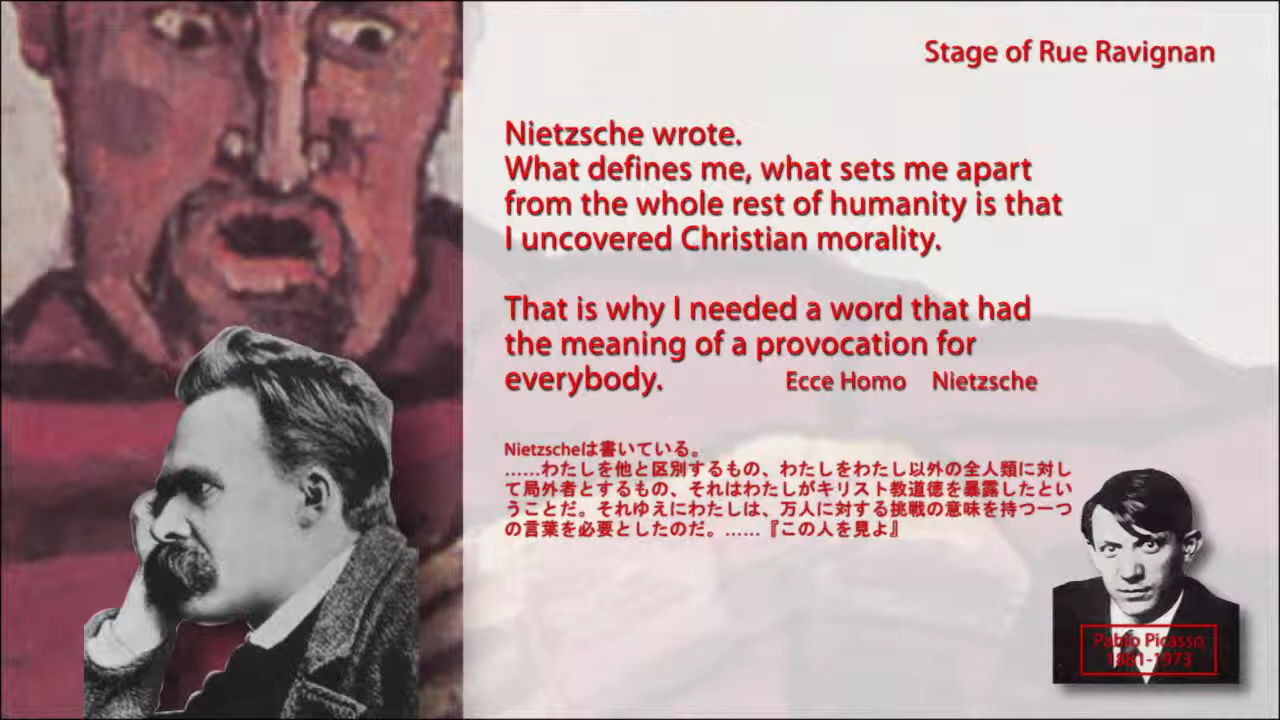 Stage of Rue Ravignan
Nietzsche wrote.
What defines me, what sets me apart
from the whole rest of humanity is that
I uncovered Christian morality.
That is why I needed a word that had
the meaning of a provocation for
everybody.
Ecce Homo Nietzsche
Nietzscheは書いている。
……わたしを他と区別するもの、わたしをわたし以外の全人類に対し
て局外者とするもの、それはわたしがキリスト教道徳を暴露したとい
うことだ。それゆえにわたしは、万人に対する挑戦の意味を持つ一つ
の言葉を必要としたのだ。……『この人を見よ』
Pablo Picasso
1881-1973